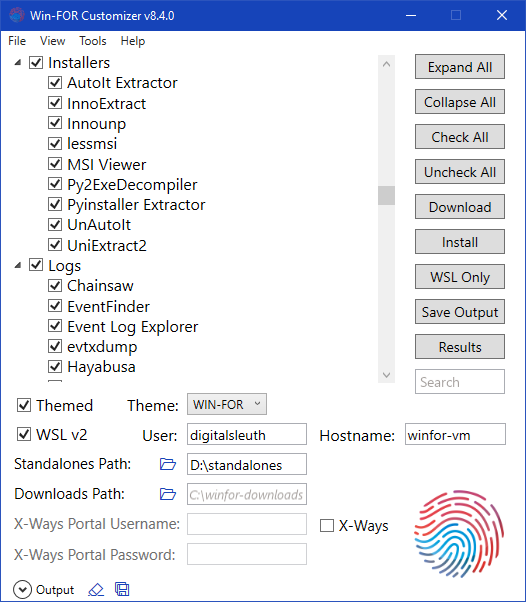 Win-FOR Customizer v8.4.0
File View Tools Help
Installers
AutoIt Extractor
InnoExtract
Innounp
lessmsi
MSI Viewer
Py2ExeDecompiler
Pyinstaller Extractor
UnAutoIt
UniExtract2
Logs
Chainsaw
EventFinder
Event Log Explorer
evtxdump
Hayabusa
Expand All
Collapse All
Check All
Uncheck All
Download
Install
WSL Only
Save Output
Results
Search
Themed Theme: WIN-FOR
WSL v2 User: digitalsleuth Hostname: winfor-vm
Standalones Path: D:\standalones
Downloads Path: C:\winfor-downloads
X-Ways Portal Username: X-Ways
X-Ways Portal Password:
Output